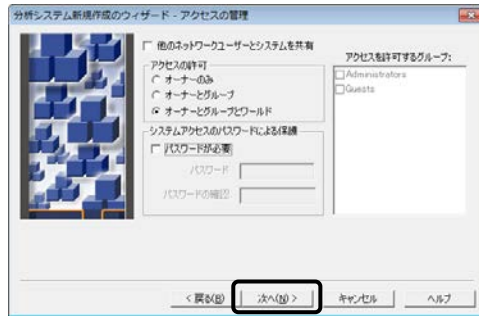 分析システム新規作成のウィザード - アクセスの管理
他のネットワークユーザーとシステムを共有
アクセスの許可
オーナーのみ
オーナーとグループ
オーナーとグループとワールド
システムアクセスのパスワードによる保護
パスワードが必要
パスワード
パスワードの確認
アクセスを許可するグループ:
Administrators
Guests
< 戻る(B)
次へ(N) >
キャンセル
ヘルプ